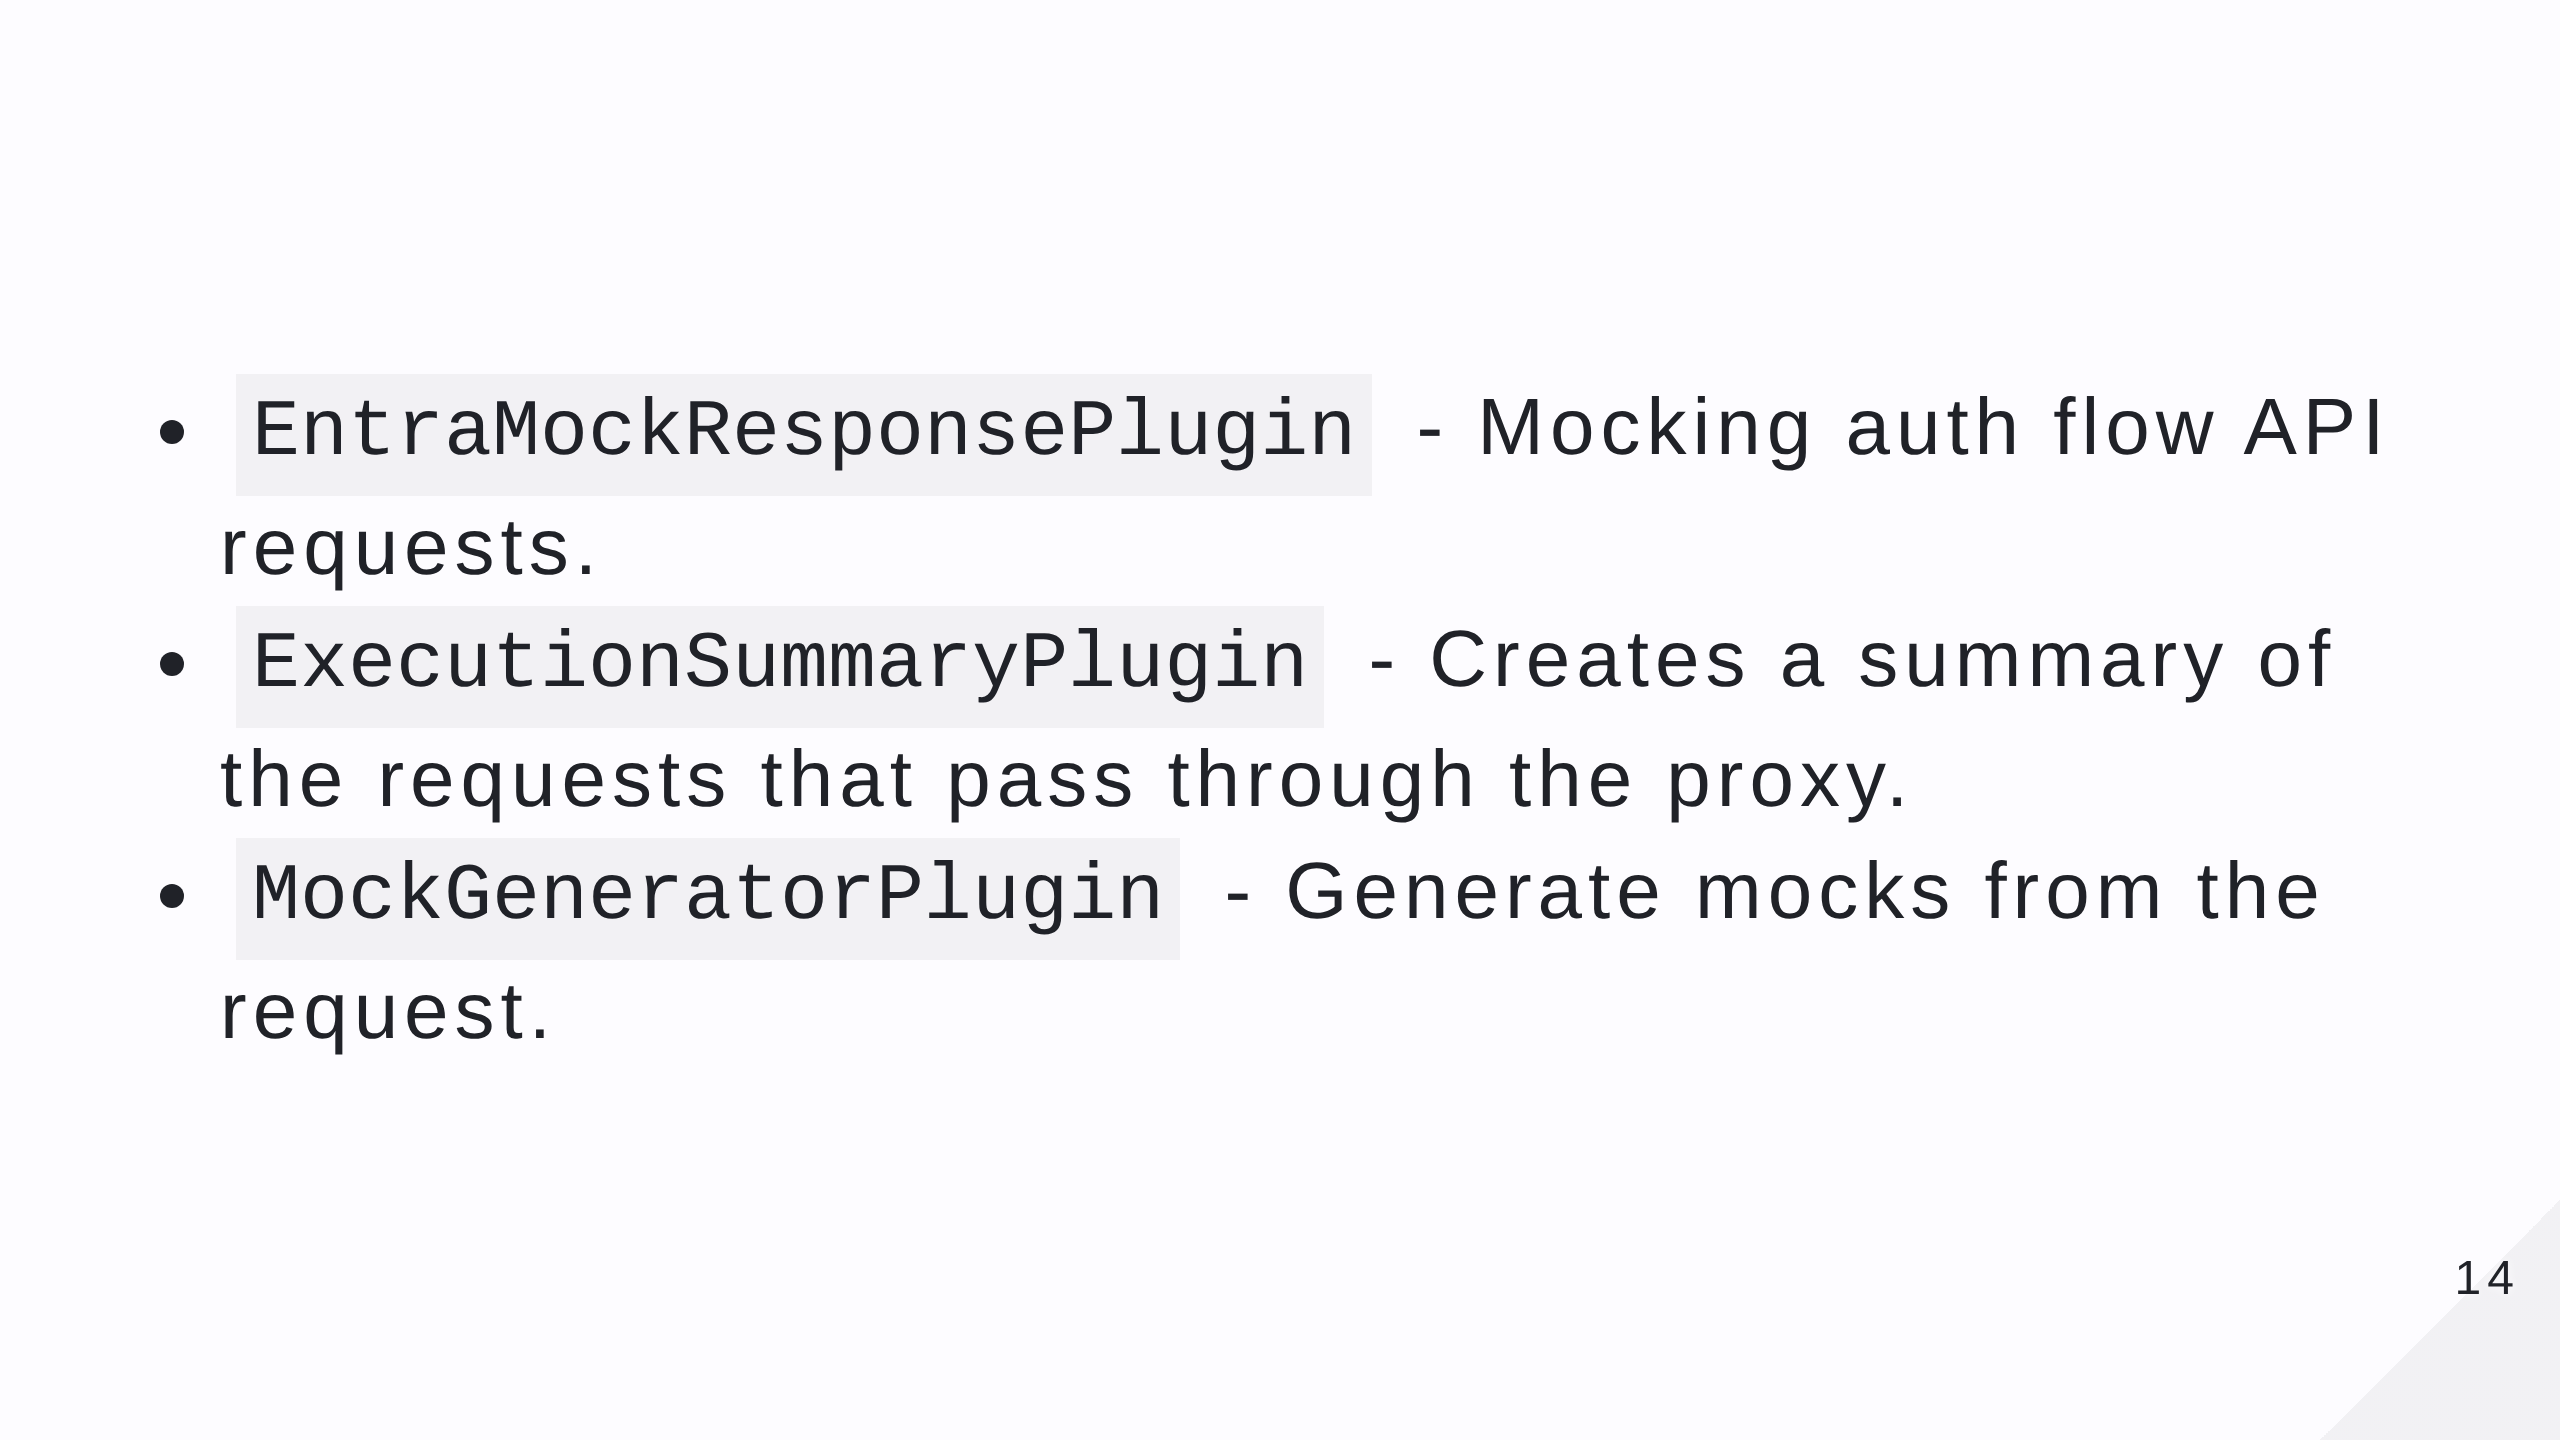 • EntraMockResponsePlugin - Mocking auth flow API
requests.
• ExecutionSummaryPlugin - Creates a summary of
the requests that pass through the proxy.
• MockGeneratorPlugin - Generate mocks from the
request.
14